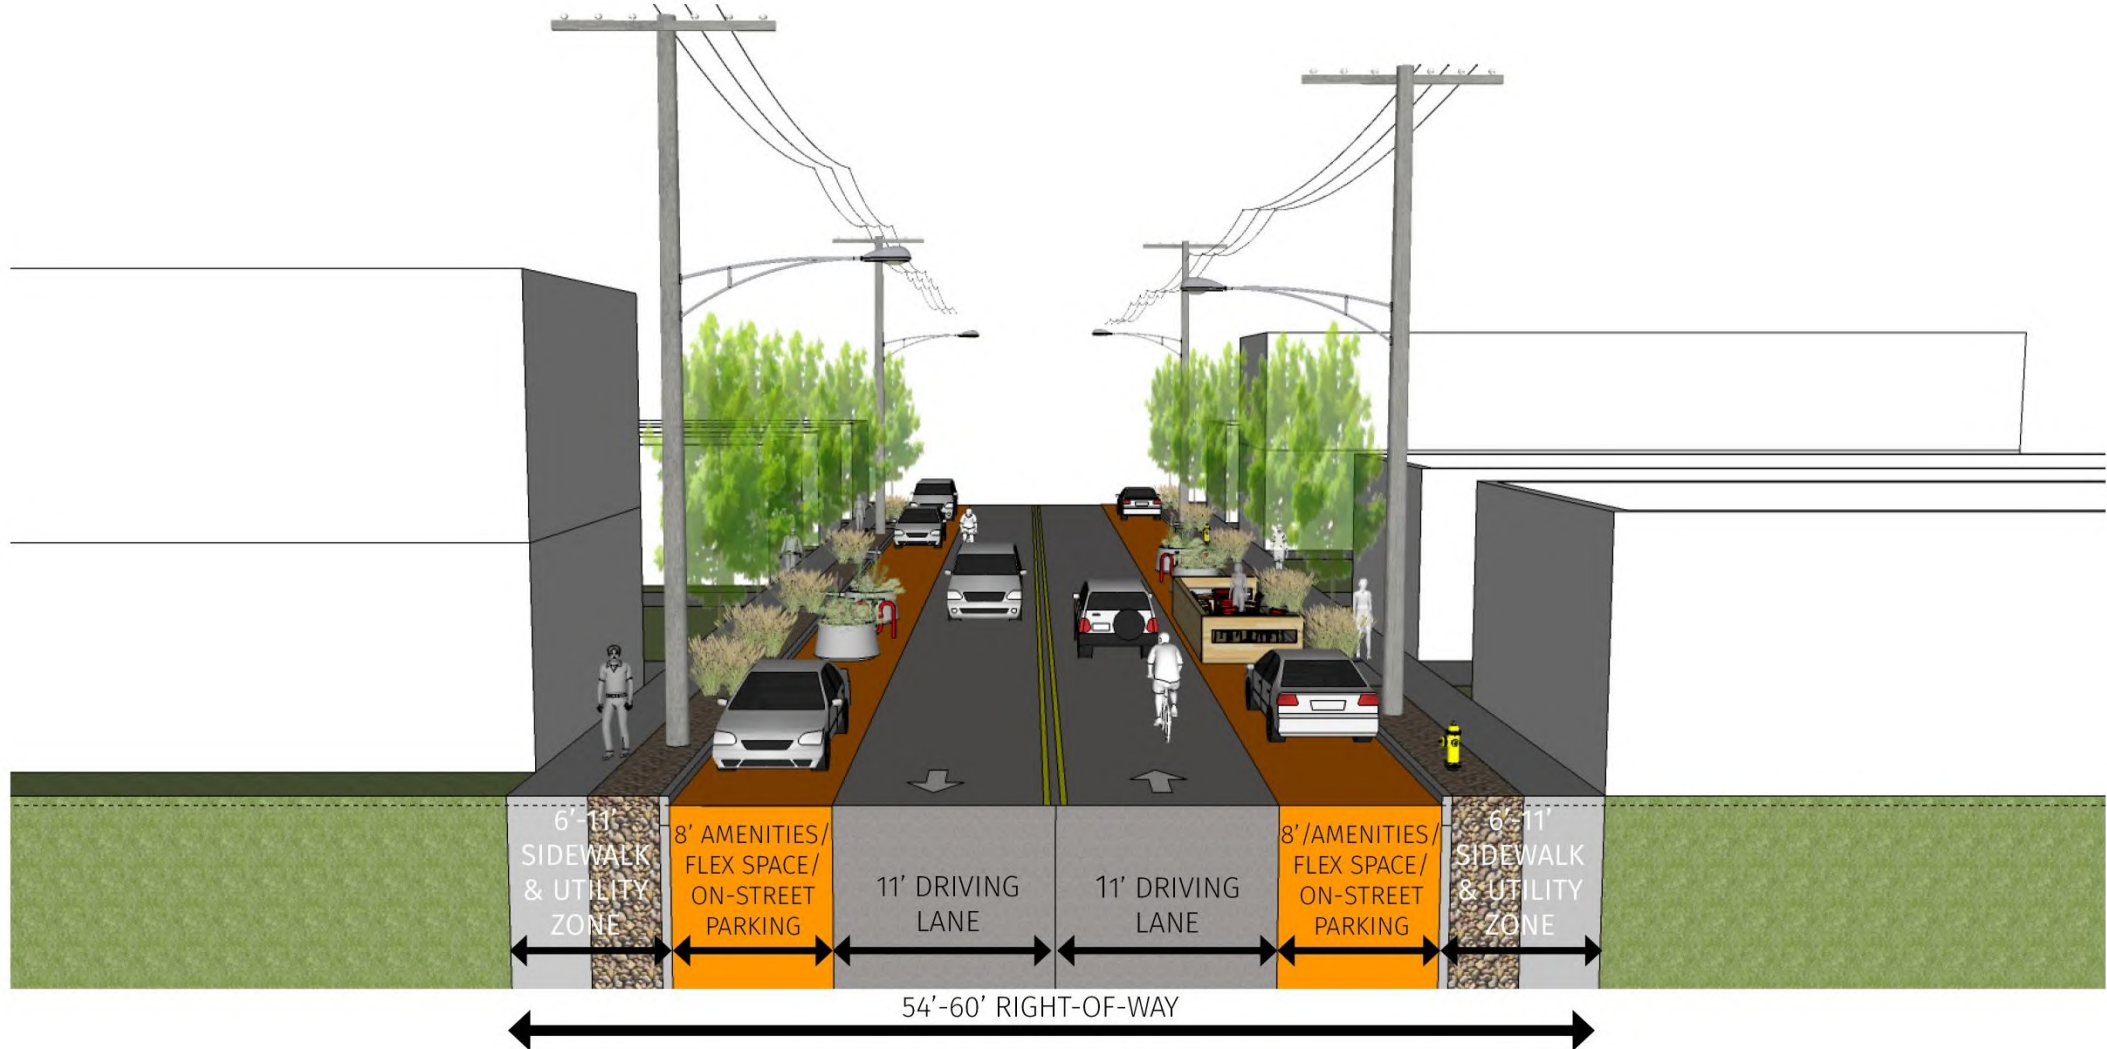 6'-11'
SIDEWALK
& UTILITY
ZONE
8' AMENITIES/
FLEX SPACE/
ON-STREET
PARKING
11' DRIVING
LANE
11' DRIVING
LANE
8'/AMENITIES/
FLEX SPACE/
ON-STREET
PARKING
6'-11'
SIDEWALK
& UTILITY
ZONE
54'-60' RIGHT-OF-WAY